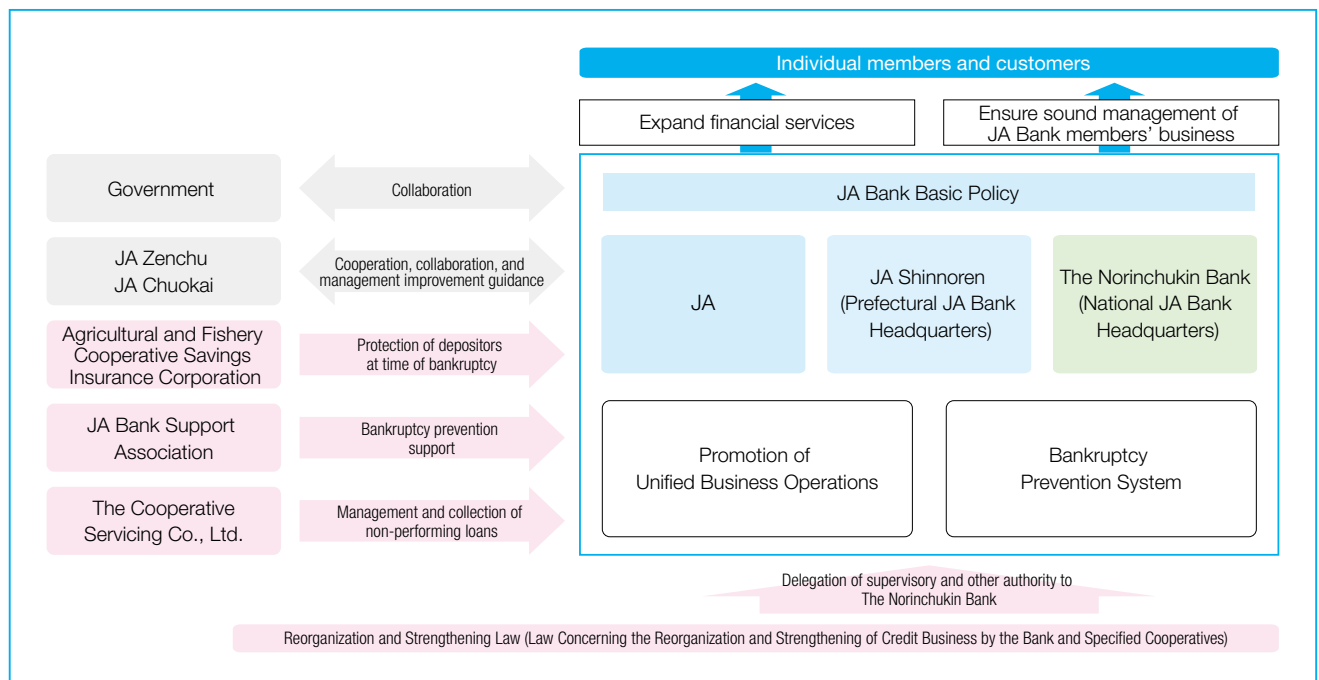 Individual members and customers
Expand financial services
Ensure sound management of
JA Bank members’ business
Government
Collaboration
JA Bank Basic Policy
JA Zenchu
JA Chuokai
Cooperation, collaboration, and
management improvement guidance
JA
JA Shinnoren
(Prefectural JA Bank
Headquarters)
The Norinchukin Bank
(National JA Bank
Headquarters)
Agricultural and Fishery
Cooperative Savings
Insurance Corporation
Protection of depositors
at time of bankruptcy
JA Bank Support
Association
Bankruptcy prevention
support
Promotion of
Unified Business Operations
Bankruptcy
Prevention System
The Cooperative
Servicing Co., Ltd.
Management and collection of
non-performing loans
Delegation of supervisory and other authority to
The Norinchukin Bank
Reorganization and Strengthening Law (Law Concerning the Reorganization and Strengthening of Credit Business by the Bank and Specified Cooperatives)